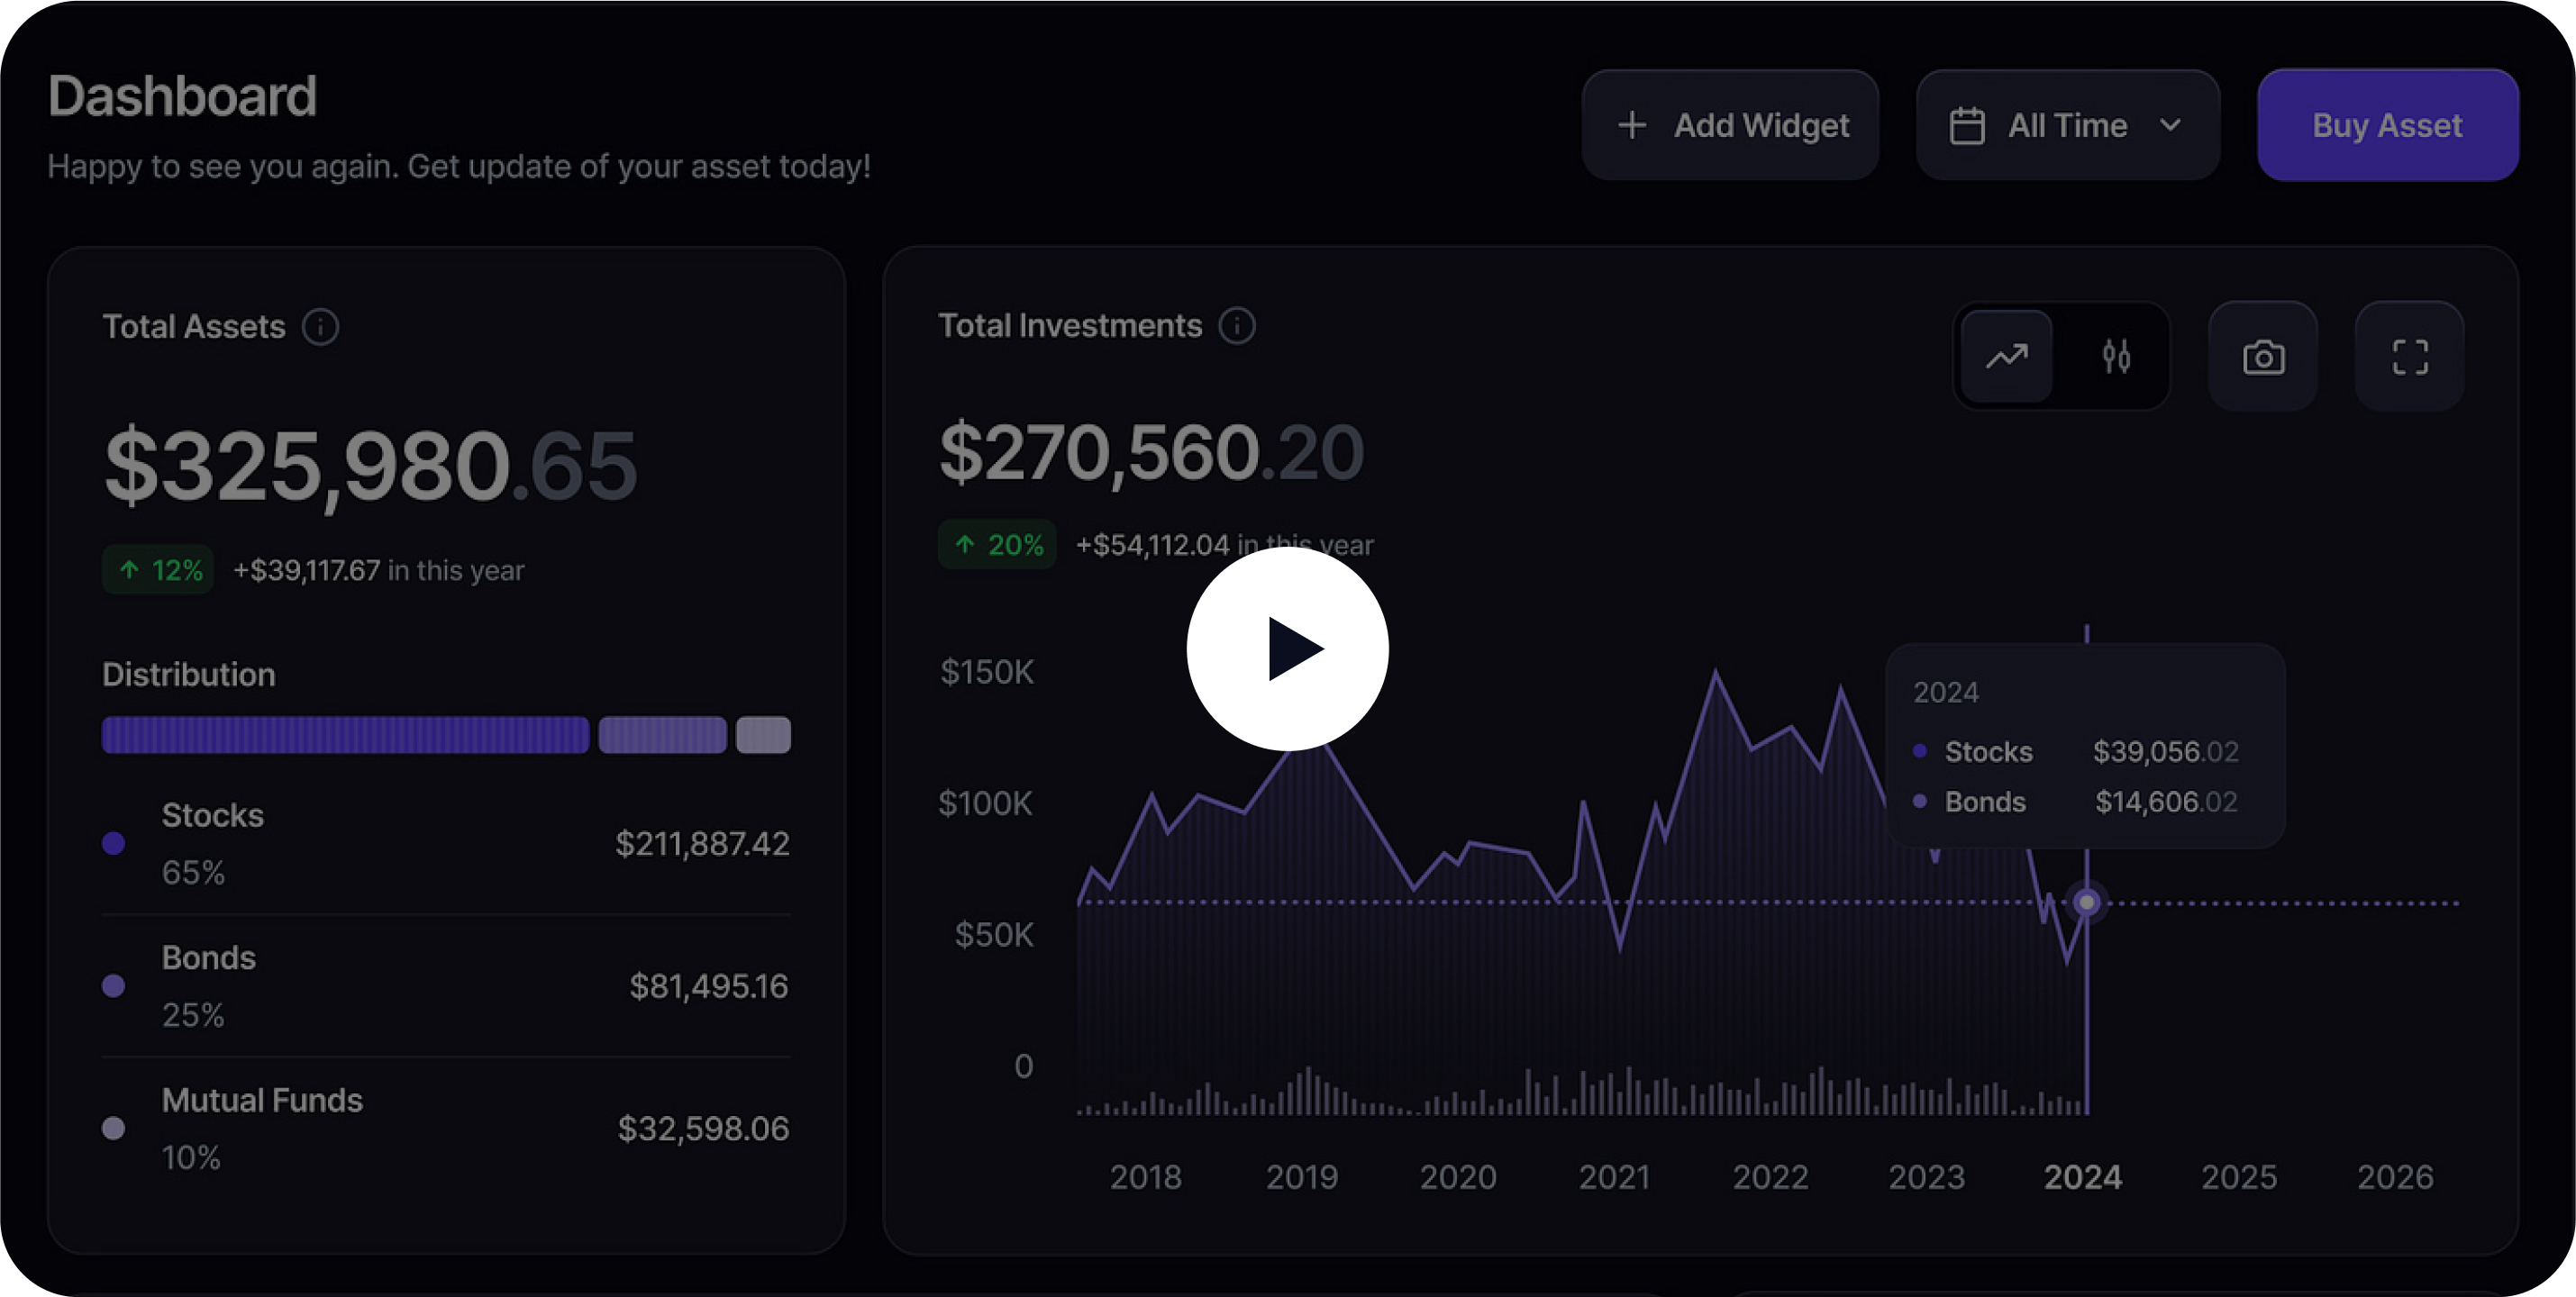 Dashboard
Happy to see you again. Get update of your asset today!
Add Widget
All Time
Buy Asset
Total Assets
$325,980.65
12% +$39,117.67 in this year
Distribution
Stocks
65%
$211,887.42
Bonds
25%
$81,495.16
Mutual Funds
10%
$32,598.06
Total Investments
$270,560.20
20% +$54,112.04 in this year
$150K
$100K
$50K
0
2024
Stocks $39,056.02
Bonds $14,606.02
2018 2019 2020 2021 2022 2023 2024 2025 2026